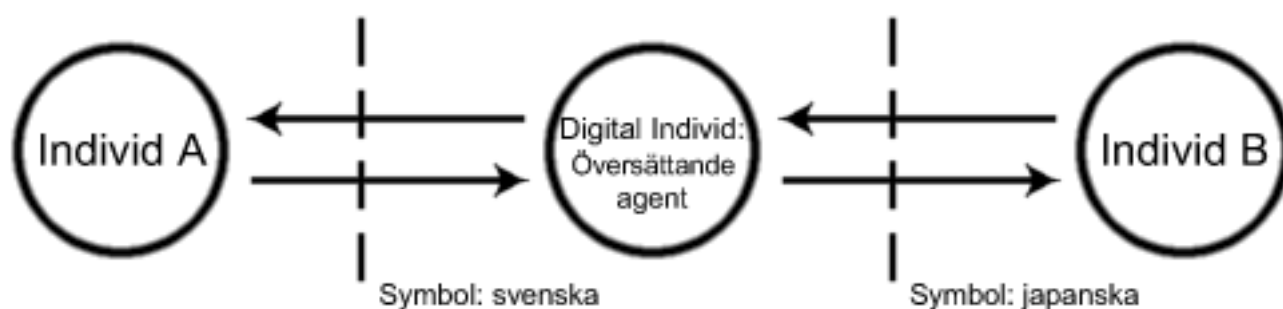 Individ A
Digital Individ:
Översättande
agent
Individ B
Symbol: svenska
Symbol: japanska